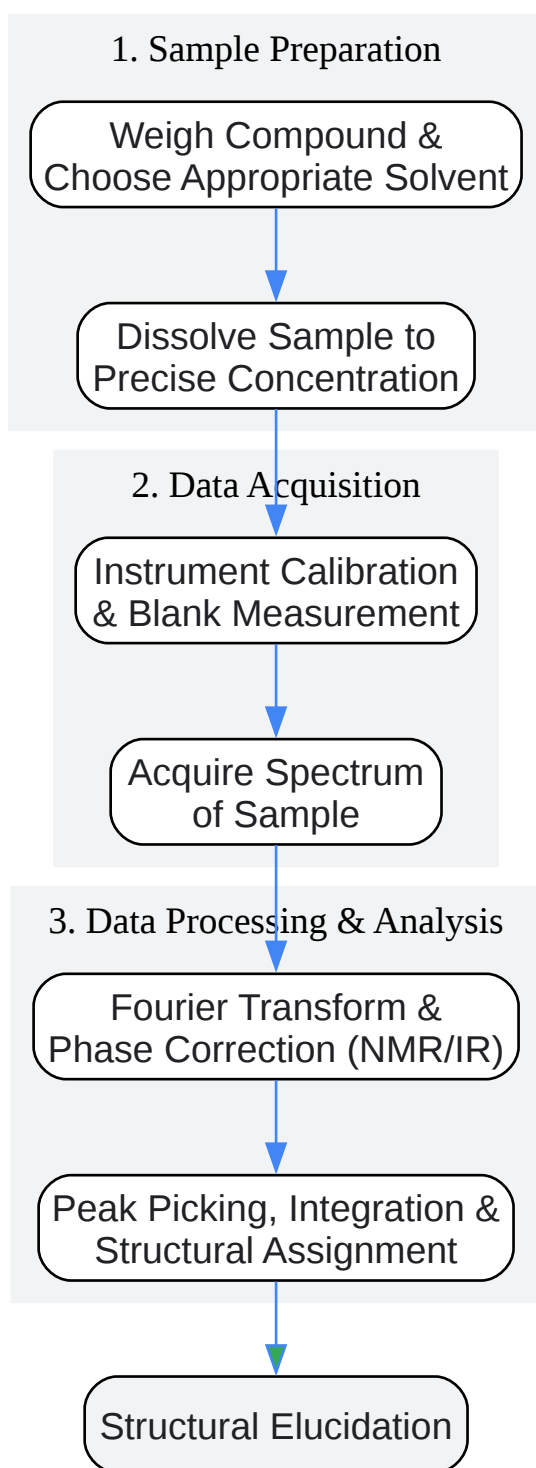 1. Sample Preparation
Weigh Compound &
Choose Appropriate Solvent
Dissolve Sample to
Precise Concentration
2. Data Acquisition
Instrument Calibration
& Blank Measurement
Acquire Spectrum
of Sample
3. Data Processing & Analysis
Fourier Transform &
Phase Correction (NMR/IR)
Peak Picking, Integration &
Structural Assignment
Structural Elucidation